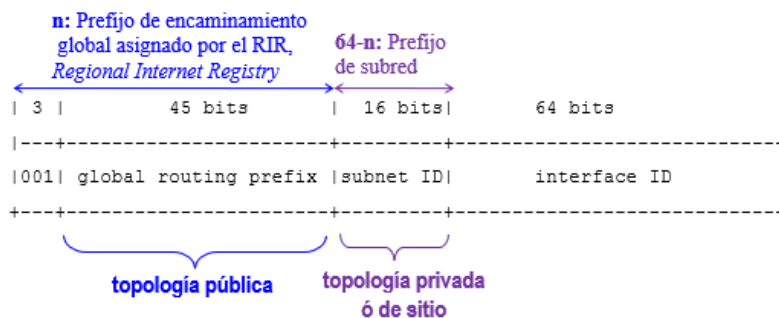 n: Prefijo de encaminamiento
global asignado por el RIR,
Regional Internet Registry
64-n: Prefijo
de subred
| 3 | 45 bits | 16 bits| 64 bits
|---+------------------------+---------+-----------------------------
|001| global routing prefix |subnet ID| interface ID
+---+------------------------+---------+-----------------------------
topología pública
topología privada
ó de sitio